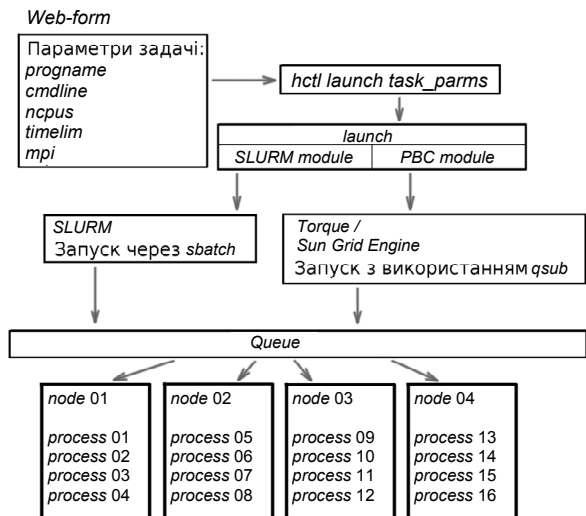 Web-form
Параметри задачі:
progname
cmdline
ncpus
timelim
mpi
hctl launch task_parms
launch
SLURM module
PBC module
SLURM
Запуск через sbatch
Torque /
Sun Grid Engine
Запуск з використанням qsub
Queue
node 01
process 01
process 02
process 03
process 04
node 02
process 05
process 06
process 07
process 08
node 03
process 09
process 10
process 11
process 12
node 04
process 13
process 14
process 15
process 16